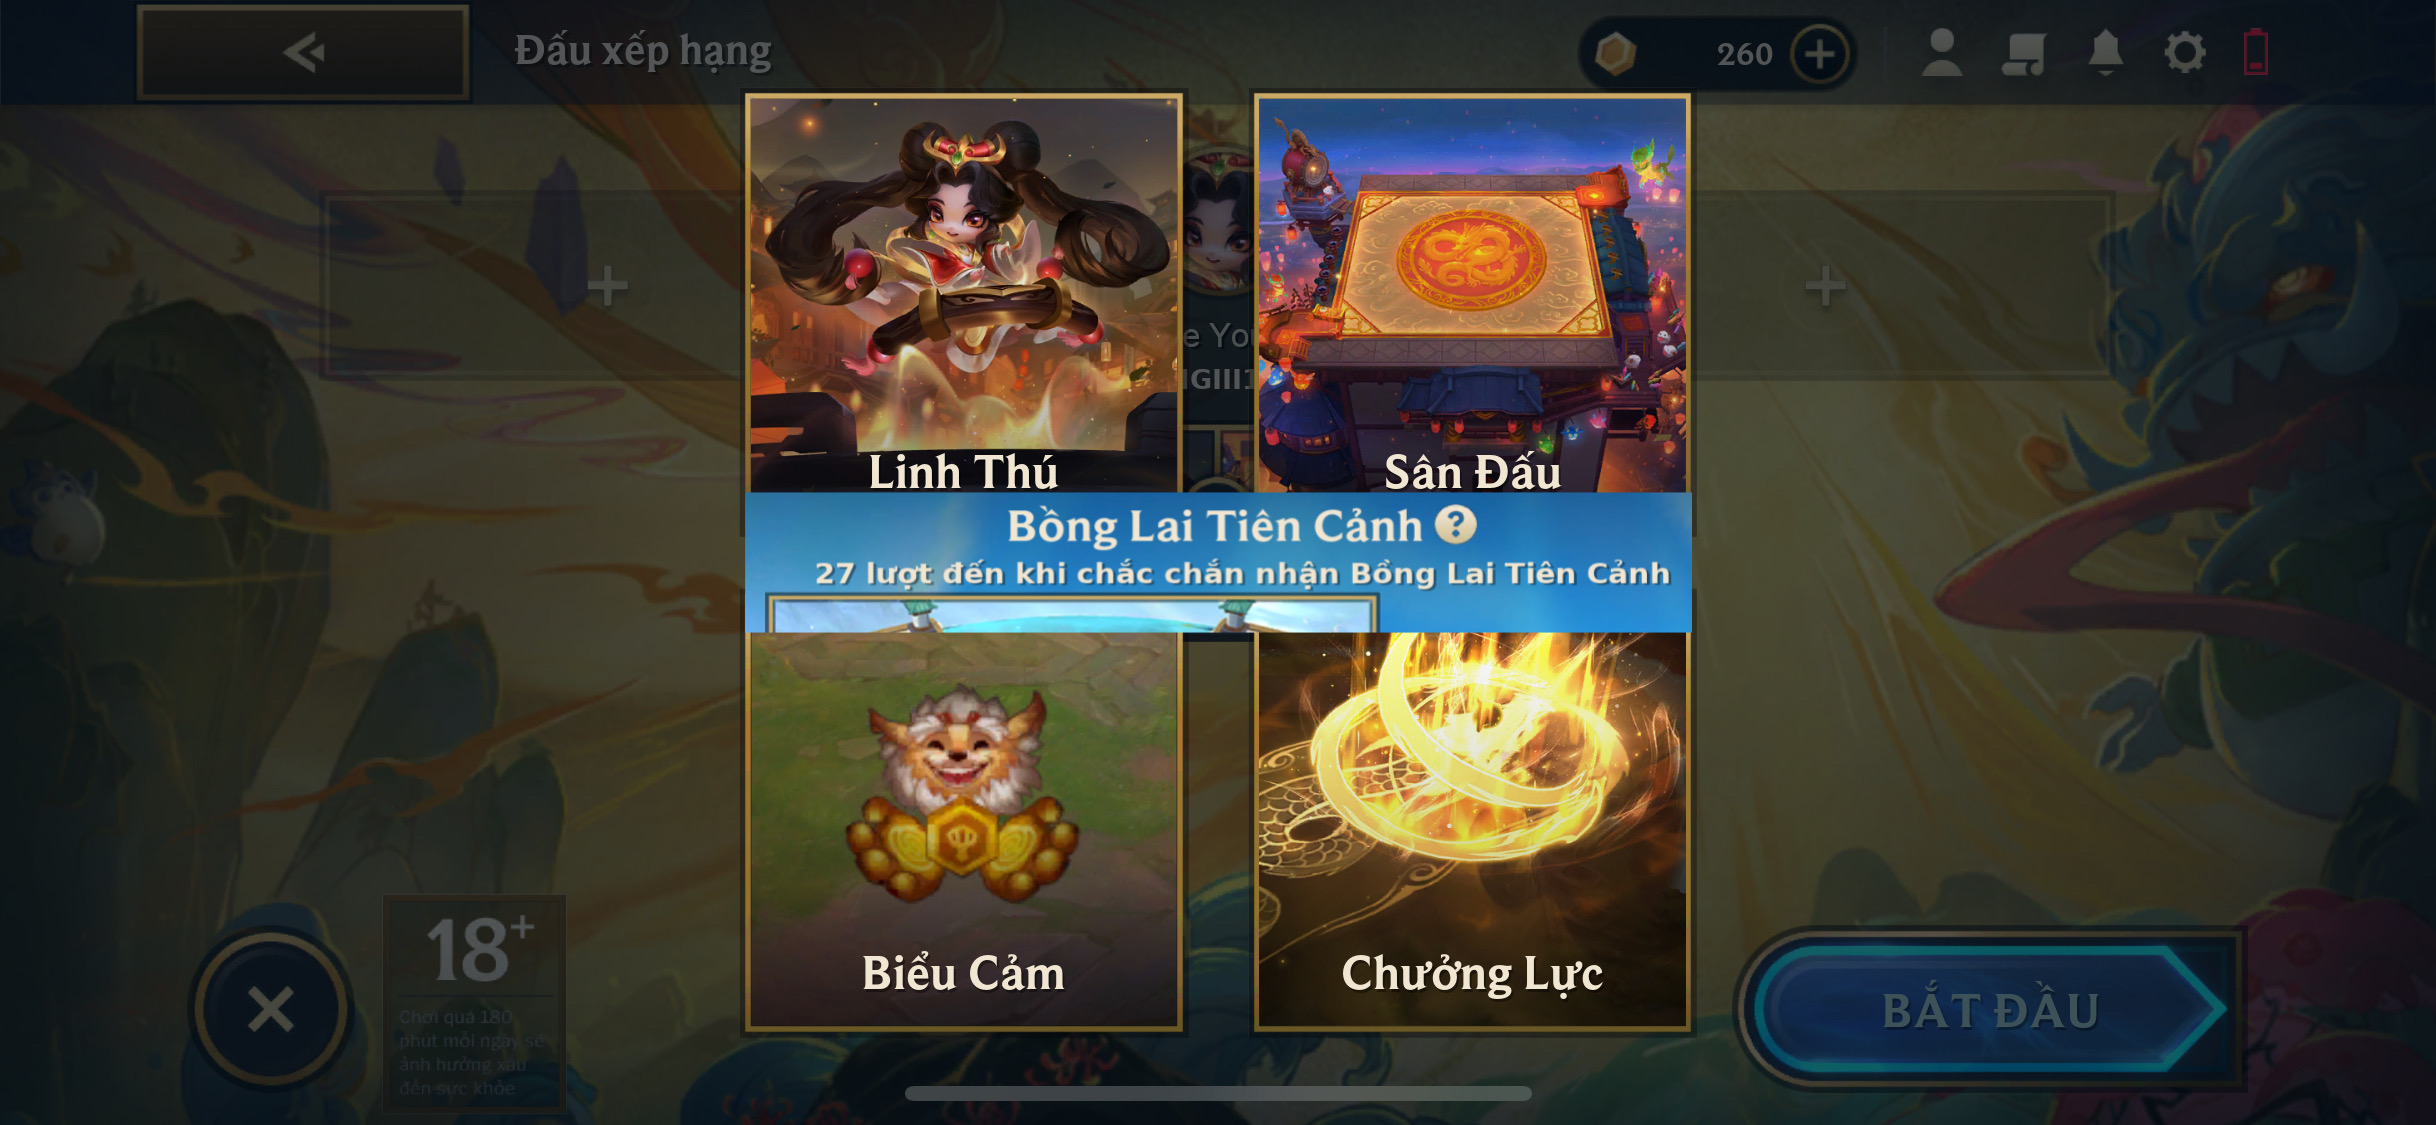 Đấu xếp hạng
260
Linh Thú
Sân Đấu
e You
IGIII1
Bồng Lai Tiên Cảnh ?
27 lượt đến khi chắc chắn nhận Bồng Lai Tiên Cảnh
Biểu Cảm
Chưởng Lực
18+
Chơi quá 180
phút mỗi ngày sẽ
ảnh hưởng xấu
đến sức khỏe
BẮT ĐẦU